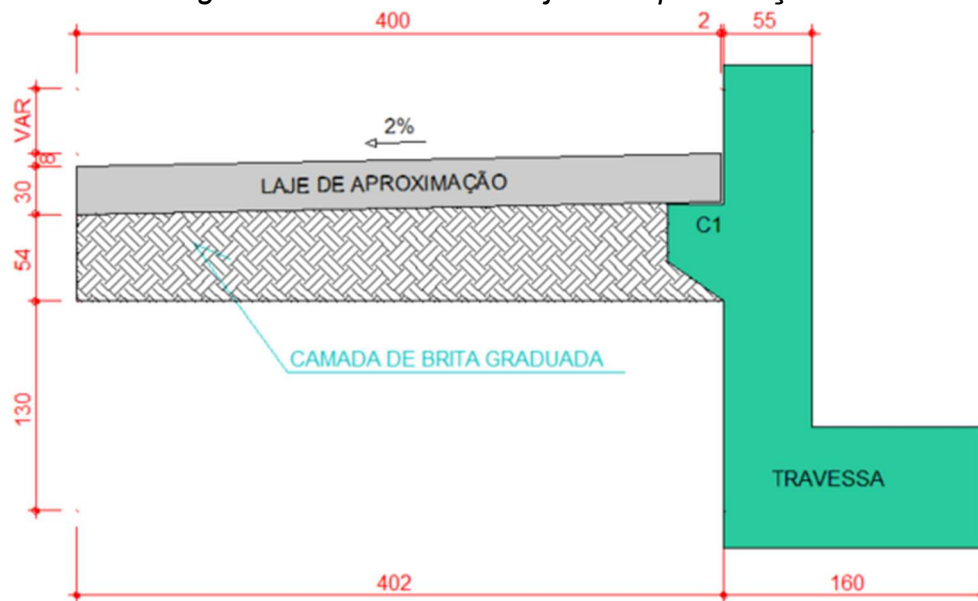 400
2
55
VAR
2%
8
30
LAJE DE APROXIMAÇÃO
C1
54
CAMADA DE BRITA GRADUADA
130
TRAVESSA
402
160